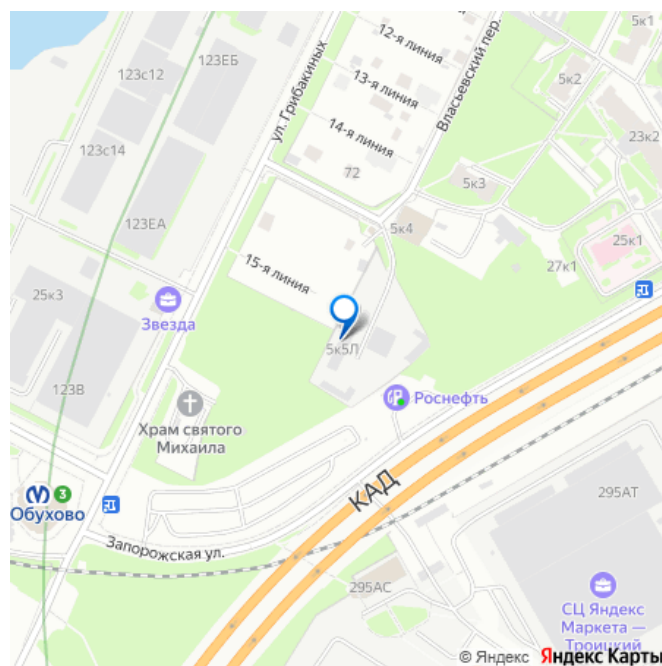 12-я линия
5к1
123с12
123ЕБ
5к2
13-я линия
Власьевский пер.
ул. Грибакиных
14-я линия
23к2
123с14
72
5к3
123ЕА
5к4
25к1
15-я линия
27к1
25к3
Звезда
5к5Л
123В
Роснефть
Храм святого
Михаила
КАД
295АТ
3
Обухово
Запорожская ул.
295АС
СЦ Яндекс
Маркета —
Троицкий
© Яндекс Яндекс Карты